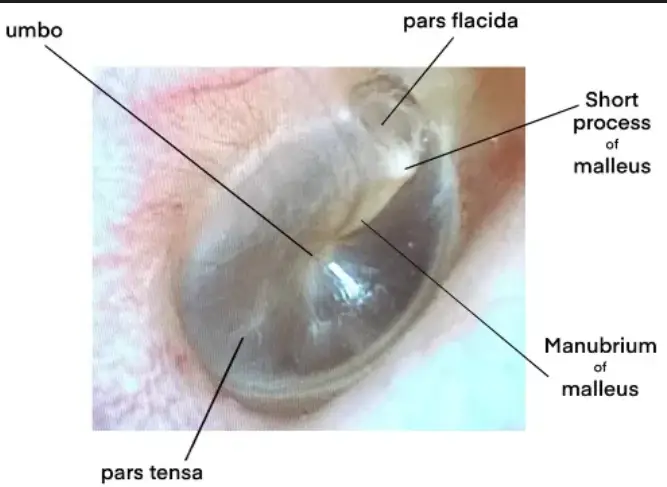 umbo
pars flacida
Short
process
of
malleus
Manubrium
of
malleus
pars tensa